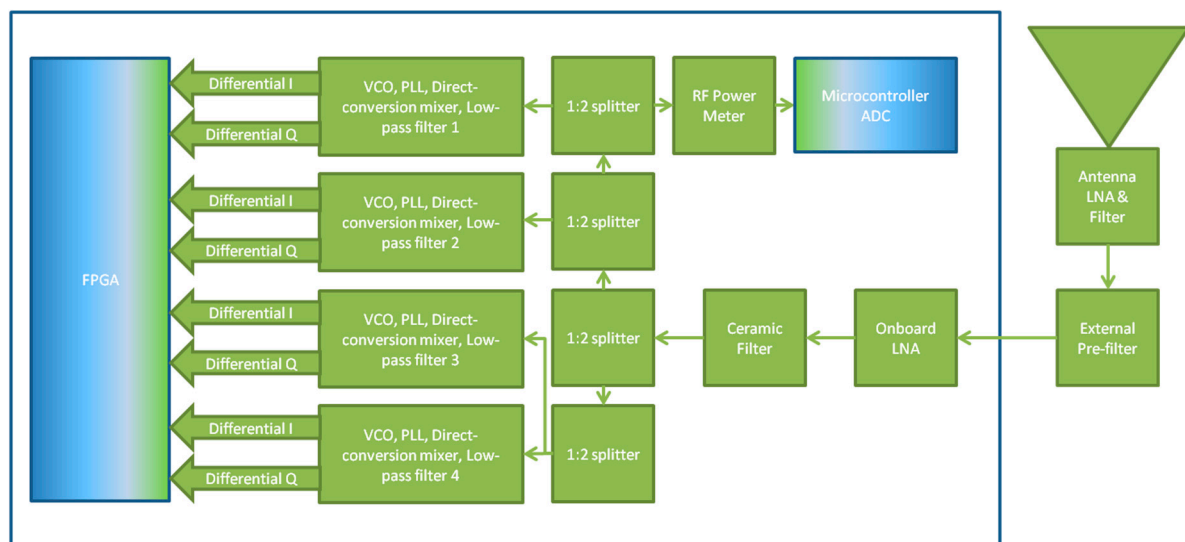 FPGA
Differential I
Differential Q
VCO, PLL, Direct-
conversion mixer, Low-
pass filter 1
1:2 splitter
RF Power
Meter
Microcontroller
ADC
Differential I
Differential Q
VCO, PLL, Direct-
conversion mixer, Low-
pass filter 2
1:2 splitter
Antenna
LNA &
Filter
Differential I
Differential Q
VCO, PLL, Direct-
conversion mixer, Low-
pass filter 3
1:2 splitter
Ceramic
Filter
Onboard
LNA
External
Pre-filter
Differential I
Differential Q
VCO, PLL, Direct-
conversion mixer, Low-
pass filter 4
1:2 splitter